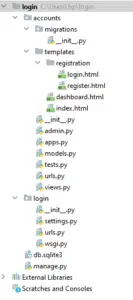 login C:\Users\hp\login
accounts
migrations
__init__.py
templates
registration
login.html
register.html
dashboard.html
index.html
__init__.py
admin.py
apps.py
models.py
tests.py
urls.py
views.py
login
__init__.py
settings.py
urls.py
wsgi.py
db.sqlite3
manage.py
External Libraries
Scratches and Consoles